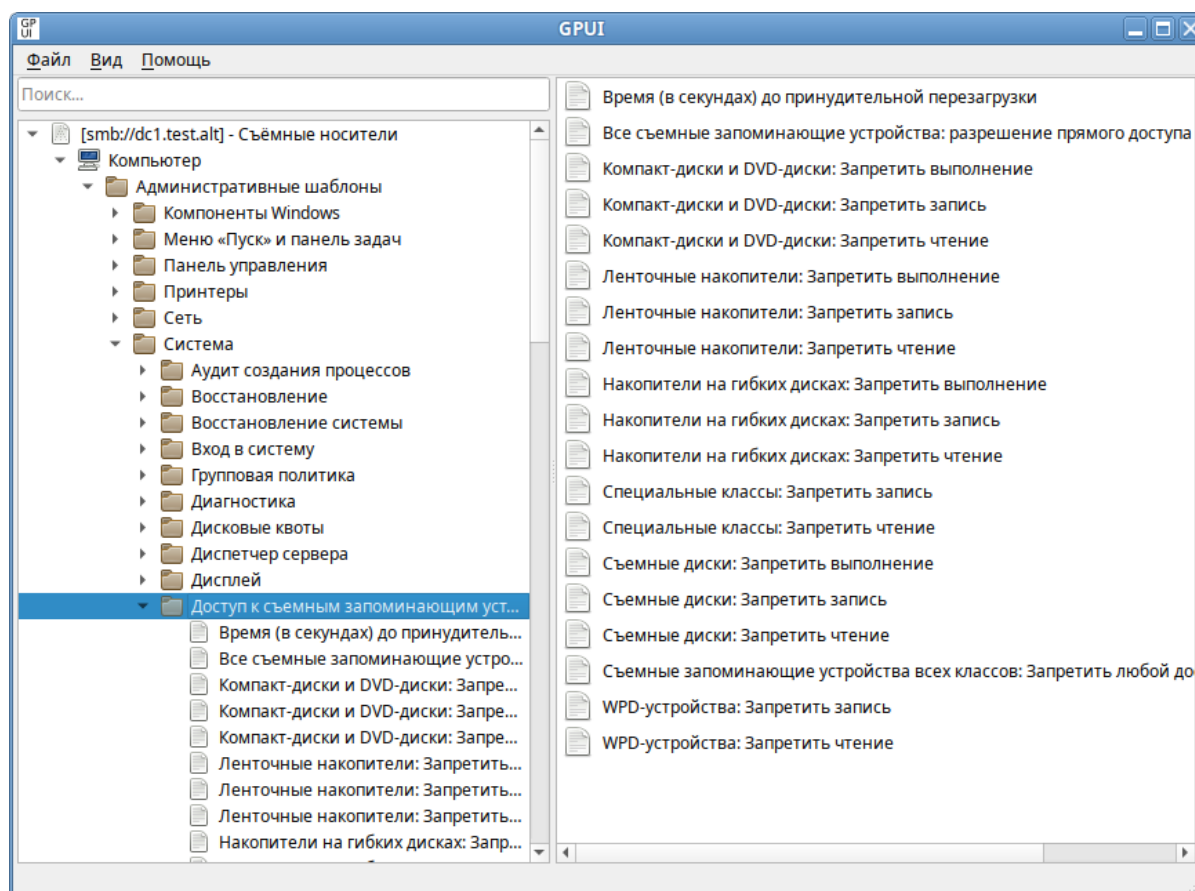 GP
UI
GPUI
Файл Вид Помощь
Поиск...
[smb://dc1.test.alt] - Съёмные носители
Компьютер
Административные шаблоны
Компоненты Windows
Меню «Пуск» и панель задач
Панель управления
Принтеры
Сеть
Система
Аудит создания процессов
Восстановление
Восстановление системы
Вход в систему
Групповая политика
Диагностика
Дисковые квоты
Диспетчер сервера
Дисплей
Доступ к съемным запоминающим уст...
Время (в секундах) до принудитель...
Все съемные запоминающие устро...
Компакт-диски и DVD-диски: Запре...
Компакт-диски и DVD-диски: Запре...
Компакт-диски и DVD-диски: Запре...
Ленточные накопители: Запретить...
Ленточные накопители: Запретить...
Ленточные накопители: Запретить...
Накопители на гибких дисках: Запр...
Время (в секундах) до принудительной перезагрузки
Все съемные запоминающие устройства: разрешение прямого доступа
Компакт-диски и DVD-диски: Запретить выполнение
Компакт-диски и DVD-диски: Запретить запись
Компакт-диски и DVD-диски: Запретить чтение
Ленточные накопители: Запретить выполнение
Ленточные накопители: Запретить запись
Ленточные накопители: Запретить чтение
Накопители на гибких дисках: Запретить выполнение
Накопители на гибких дисках: Запретить запись
Накопители на гибких дисках: Запретить чтение
Специальные классы: Запретить запись
Специальные классы: Запретить чтение
Съемные диски: Запретить выполнение
Съемные диски: Запретить запись
Съемные диски: Запретить чтение
Съемные запоминающие устройства всех классов: Запретить любой до
WPD-устройства: Запретить запись
WPD-устройства: Запретить чтение